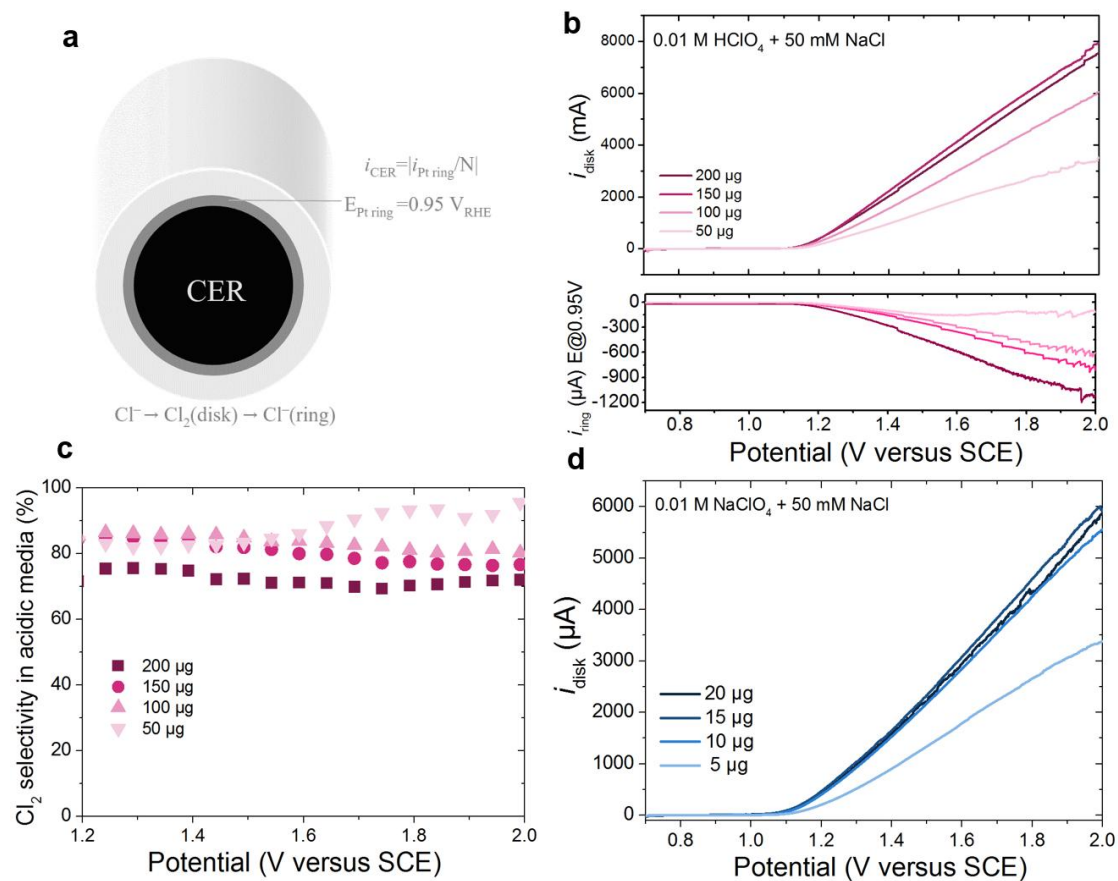 a
i_CER=|i_Pt ring/N|
E_Pt ring =0.95 V_RHE
CER
Cl⁻ → Cl₂(disk) → Cl⁻(ring)
b
0.01 M HClO₄ + 50 mM NaCl
i_disk (mA)
8000
6000
4000
2000
0
200 µg
150 µg
100 µg
50 µg
i_ring (µA) E@0.95V
0
-300
-600
-900
-1200
0.8 1.0 1.2 1.4 1.6 1.8 2.0
Potential (V versus SCE)
c
Cl₂ selectivity in acidic media (%)
100
80
60
40
20
0
200 µg
150 µg
100 µg
50 µg
1.2 1.4 1.6 1.8 2.0
Potential (V versus SCE)
d
0.01 M NaClO₄ + 50 mM NaCl
i_disk (µA)
6000
5000
4000
3000
2000
1000
0
20 µg
15 µg
10 µg
5 µg
0.8 1.0 1.2 1.4 1.6 1.8 2.0
Potential (V versus SCE)